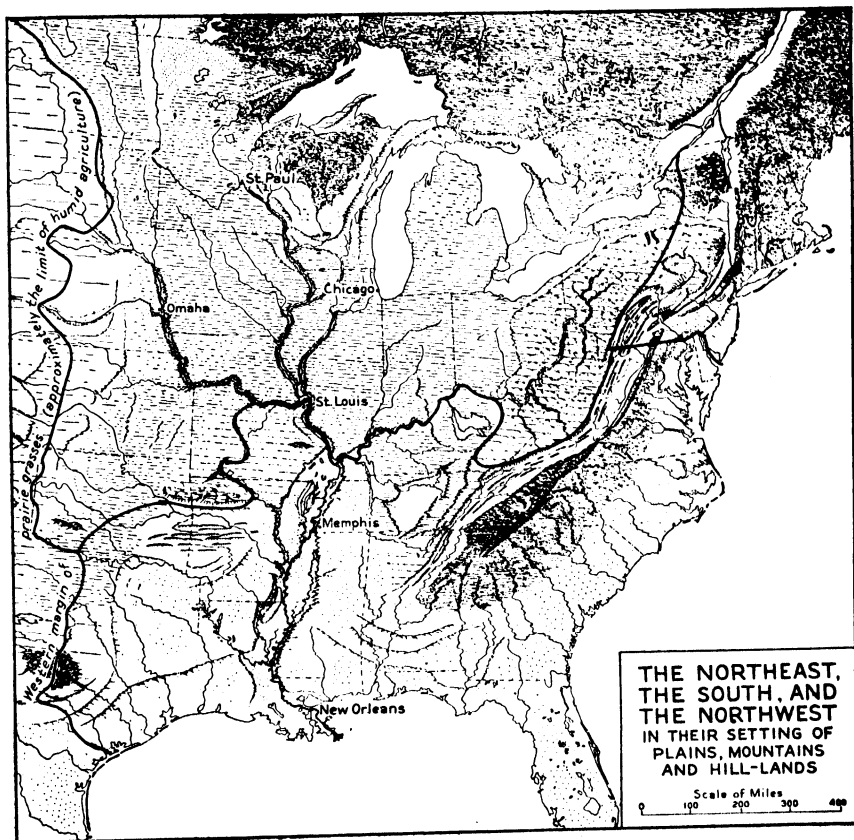 St. Paul
Chicago
Omaha
St. Louis
Memphis
New Orleans
Western margin of prairie grasses (approximately the limit of humid agriculture)
THE NORTHEAST,
THE SOUTH, AND
THE NORTHWEST
IN THEIR SETTING OF
PLAINS, MOUNTAINS
AND HILL-LANDS
Scale of Miles
0 100 200 300 400